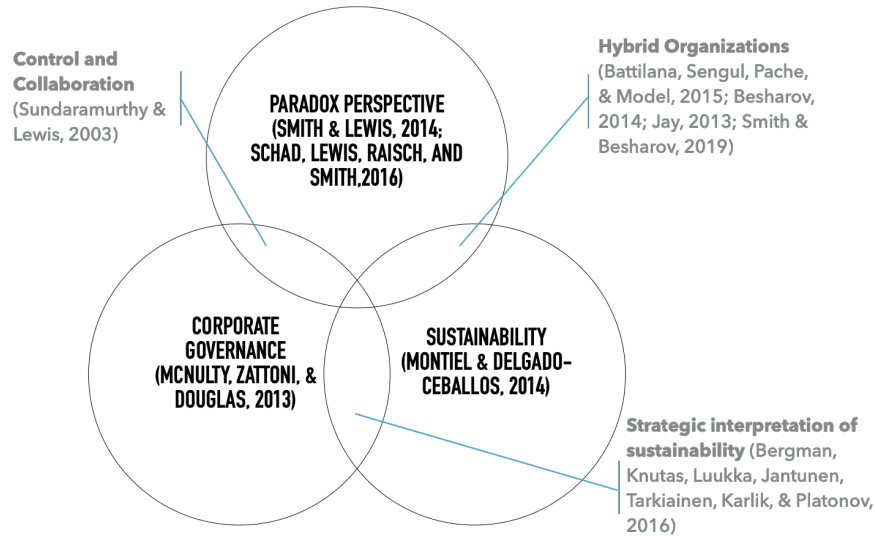 Control and
Collaboration
(Sundaramurthy &
Lewis, 2003)
Hybrid Organizations
(Battilana, Sengul, Pache,
& Model, 2015; Besharov,
2014; Jay, 2013; Smith &
Besharov, 2019)
PARADOX PERSPECTIVE
(SMITH & LEWIS, 2014;
SCHAD, LEWIS, RAISCH, AND
SMITH,2016)
CORPORATE
GOVERNANCE
(MCNULTY, ZATTONI, &
DOUGLAS, 2013)
SUSTAINABILITY
(MONTIEL & DELGADO-
CEBALLOS, 2014)
Strategic interpretation of
sustainability (Bergman,
Knutas, Luukka, Jantunen,
Tarkiainen, Karlik, & Platonov,
2016)